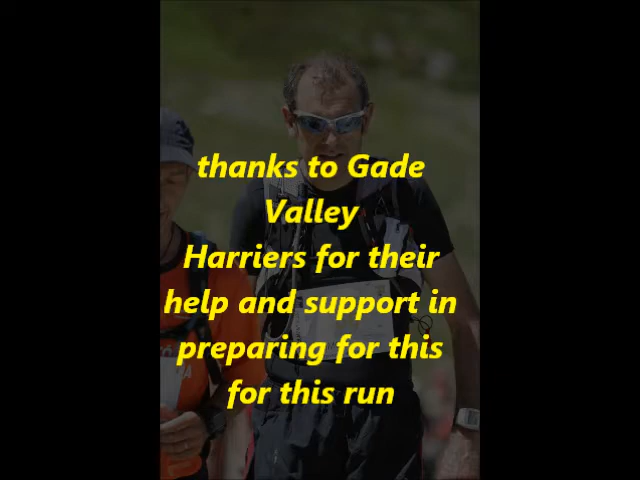 thanks to Gade
Valley
Harriers for their
help and support in
preparing for this
for this run